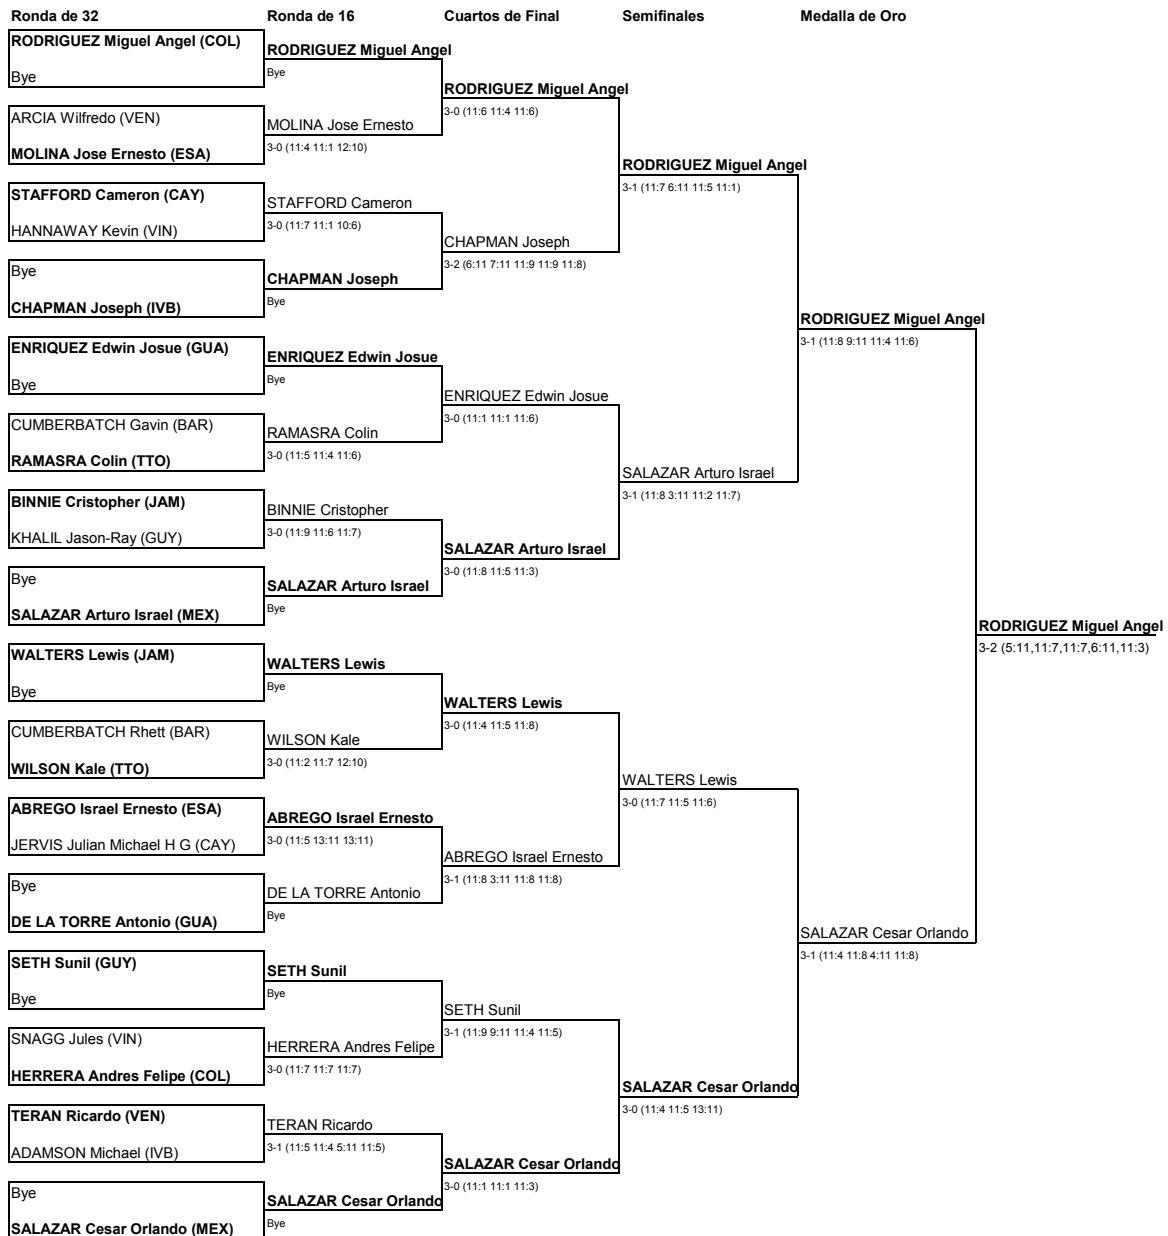 Ronda de 32
Ronda de 16
Cuartos de Final
Semifinales
Medalla de Oro
RODRIGUEZ Miguel Angel (COL)
Bye
ARCIA Wilfredo (VEN)
MOLINA Jose Ernesto (ESA)
STAFFORD Cameron (CAY)
HANNAWAY Kevin (VIN)
Bye
CHAPMAN Joseph (IVB)
ENRIQUEZ Edwin Josue (GUA)
Bye
CUMBERBATCH Gavin (BAR)
RAMASRA Colin (TTO)
BINNIE Cristopher (JAM)
KHALIL Jason-Ray (GUY)
Bye
SALAZAR Arturo Israel (MEX)
WALTERS Lewis (JAM)
Bye
CUMBERBATCH Rhett (BAR)
WILSON Kale (TTO)
ABREGO Israel Ernesto (ESA)
JERVIS Julian Michael H G (CAY)
Bye
DE LA TORRE Antonio (GUA)
SETH Sunil (GUY)
Bye
SNAGG Jules (VIN)
HERRERA Andres Felipe (COL)
TERAN Ricardo (VEN)
ADAMSON Michael (IVB)
Bye
SALAZAR Cesar Orlando (MEX)
RODRIGUEZ Miguel Angel
Bye
MOLINA Jose Ernesto
3-0 (11:4 11:1 12:10)
STAFFORD Cameron
3-0 (11:7 11:1 10:6)
CHAPMAN Joseph
Bye
ENRIQUEZ Edwin Josue
Bye
RAMASRA Colin
3-0 (11:5 11:4 11:6)
BINNIE Cristopher
3-0 (11:9 11:6 11:7)
SALAZAR Arturo Israel
Bye
WALTERS Lewis
Bye
WILSON Kale
3-0 (11:2 11:7 12:10)
ABREGO Israel Ernesto
3-0 (11:5 13:11 13:11)
DE LA TORRE Antonio
Bye
SETH Sunil
Bye
HERRERA Andres Felipe
3-0 (11:7 11:7 11:7)
TERAN Ricardo
3-1 (11:5 11:4 5:11 11:5)
SALAZAR Cesar Orlando
Bye
RODRIGUEZ Miguel Angel
3-0 (11:6 11:4 11:6)
CHAPMAN Joseph
3-2 (6:11 7:11 11:9 11:9 11:8)
ENRIQUEZ Edwin Josue
3-0 (11:1 11:1 11:6)
SALAZAR Arturo Israel
3-0 (11:8 11:5 11:3)
WALTERS Lewis
3-0 (11:4 11:5 11:8)
ABREGO Israel Ernesto
3-1 (11:8 3:11 11:8 11:8)
SETH Sunil
3-1 (11:9 9:11 11:4 11:5)
SALAZAR Cesar Orlando
3-0 (11:1 11:1 11:3)
RODRIGUEZ Miguel Angel
3-1 (11:7 6:11 11:5 11:1)
SALAZAR Arturo Israel
3-1 (11:8 3:11 11:2 11:7)
WALTERS Lewis
3-0 (11:7 11:5 11:6)
SALAZAR Cesar Orlando
3-0 (11:4 11:5 13:11)
RODRIGUEZ Miguel Angel
3-1 (11:8 9:11 11:4 11:6)
SALAZAR Cesar Orlando
3-1 (11:4 11:8 4:11 11:8)
RODRIGUEZ Miguel Angel
3-2 (5:11,11:7,11:7,6:11,11:3)